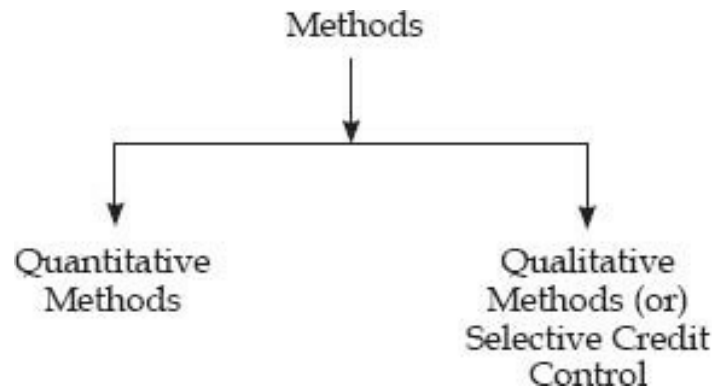 Methods
Quantitative
Methods
Qualitative
Methods (or)
Selective Credit
Control